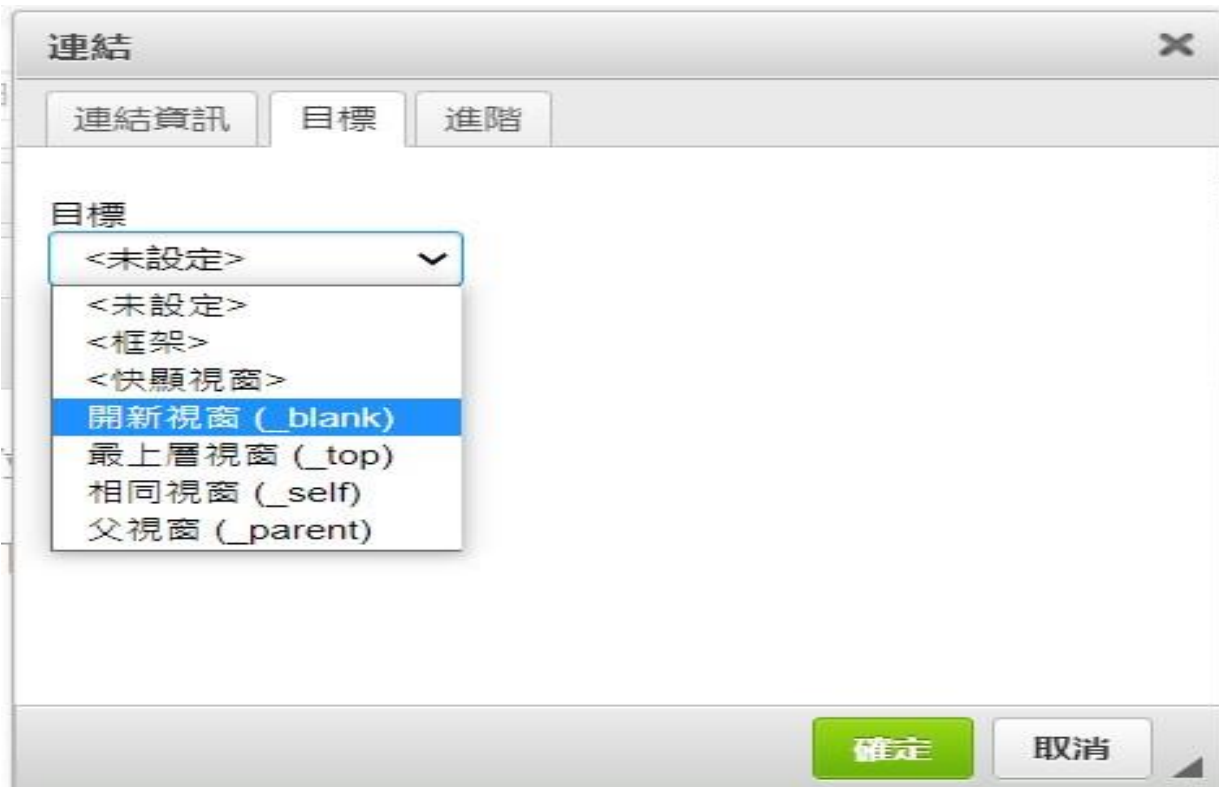 連結
連結資訊 目標 進階
目標
<未設定>
<未設定>
<框架>
<快顯視窗>
開新視窗 (_blank)
最上層視窗 (_top)
相同視窗 (_self)
父視窗 (_parent)
確定 取消